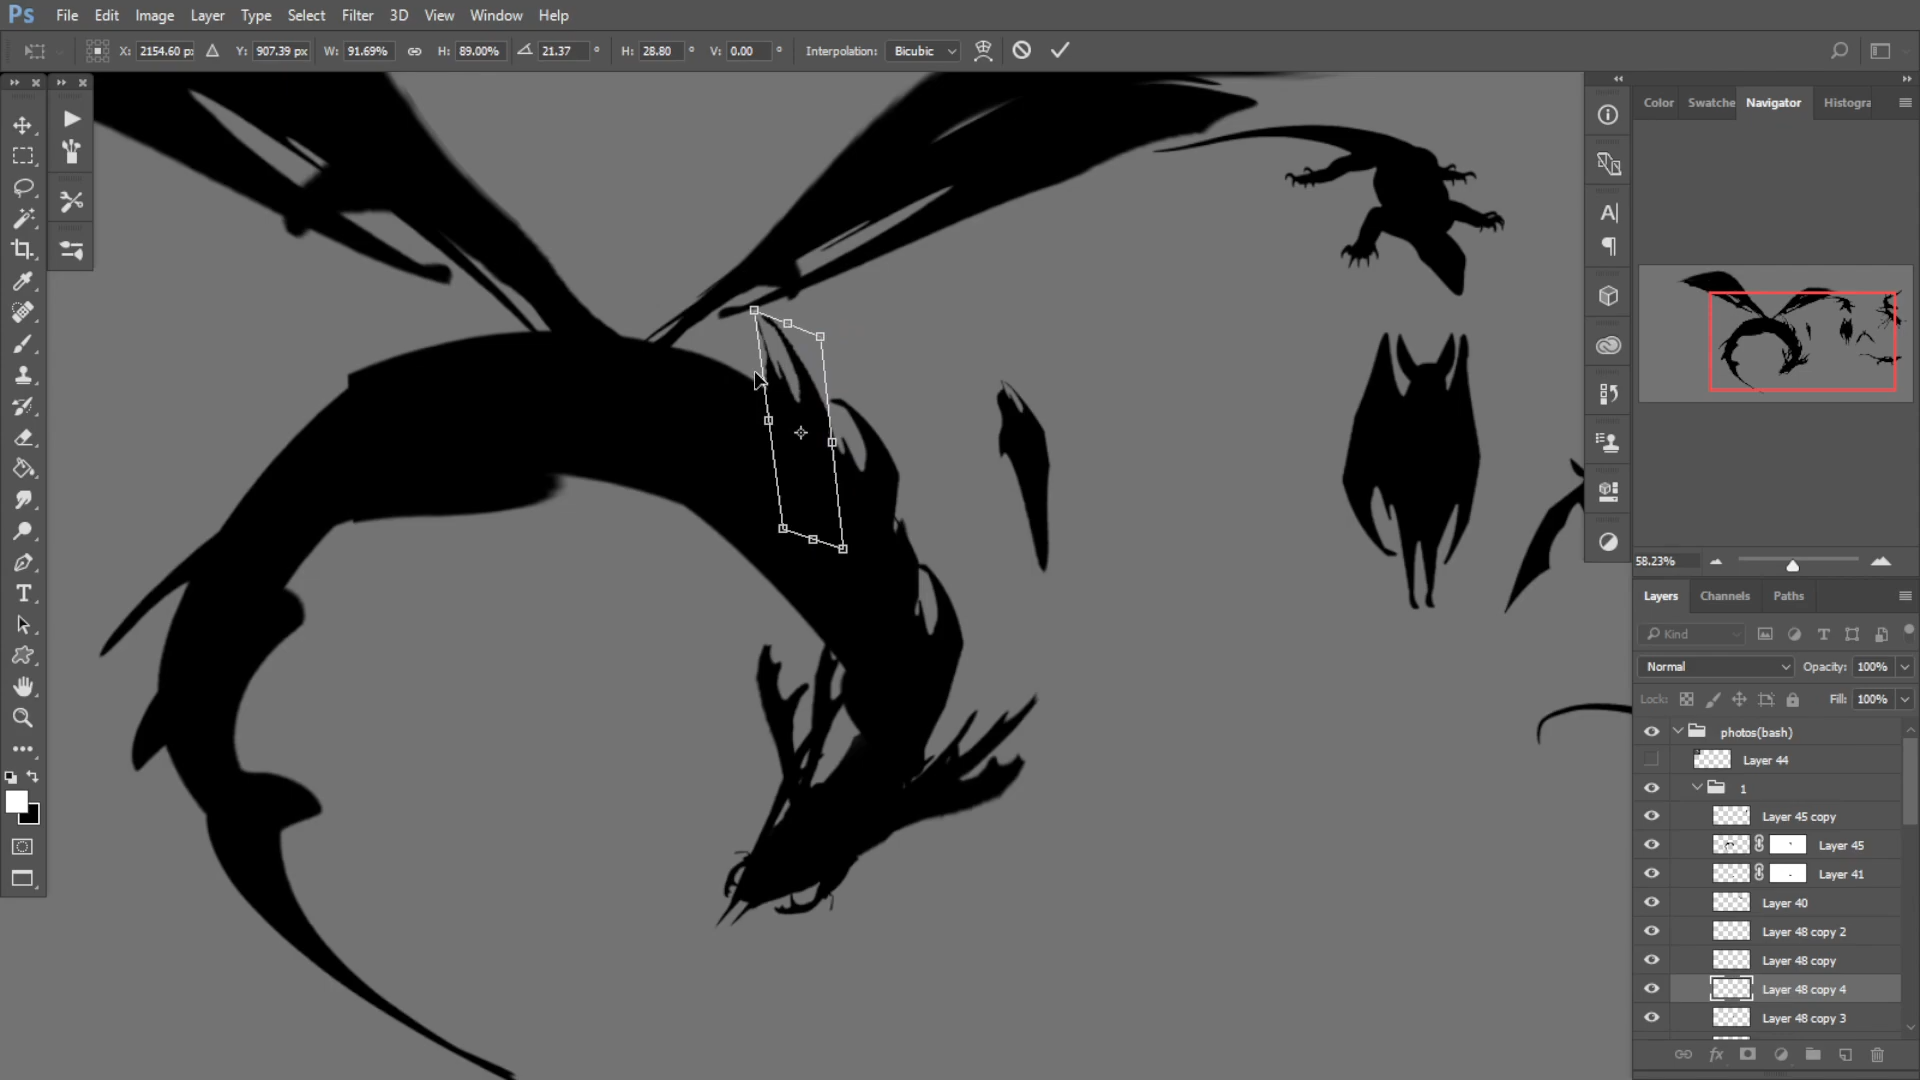 Ps File Edit Image Layer Type Select Filter 3D View Window Help
X: 2154.60 p Y: 907.39 px W: 91.69% H: 89.00% 21.37 ° H: 28.80 ° V: 0.00 ° Interpolation: Bicubic
Color Swatche Navigator Histogra
58.23%
Layers Channels Paths
Kind
Normal Opacity: 100%
Lock: Fill: 100%
photos(bash)
Layer 44
1
Layer 45 copy
Layer 45
Layer 41
Layer 40
Layer 48 copy 2
Layer 48 copy
Layer 48 copy 4
Layer 48 copy 3